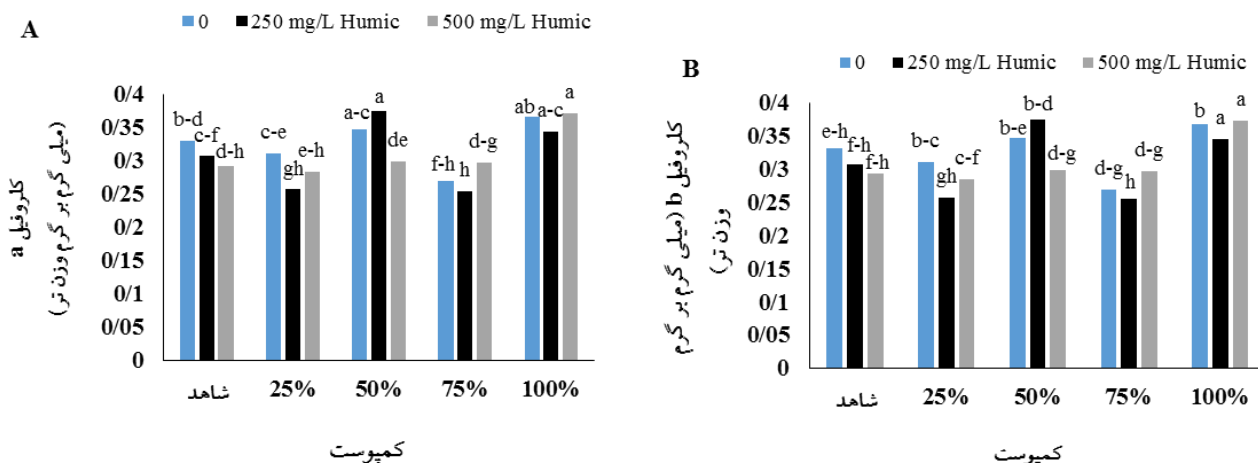 A
0 250 mg/L Humic 500 mg/L Humic
کلروفیل a
(میلی گرم بر گرم وزن تر)
0/4
0/35
0/3
0/25
0/2
0/15
0/1
0/05
0
b-d c-f d-h
c-e gh e-h
a-c a de
f-h h d-g
ab a-c a
شاهد 25% 50% 75% 100%
کمپوست
B
0 250 mg/L Humic 500 mg/L Humic
کلروفیل b (میلی گرم بر گرم
وزن تر)
0/4
0/35
0/3
0/25
0/2
0/15
0/1
0/05
0
e-h f-h f-h
b-c gh c-f
b-e b-d d-g
d-g h d-g
b a a
شاهد 25% 50% 75% 100%
کمپوست